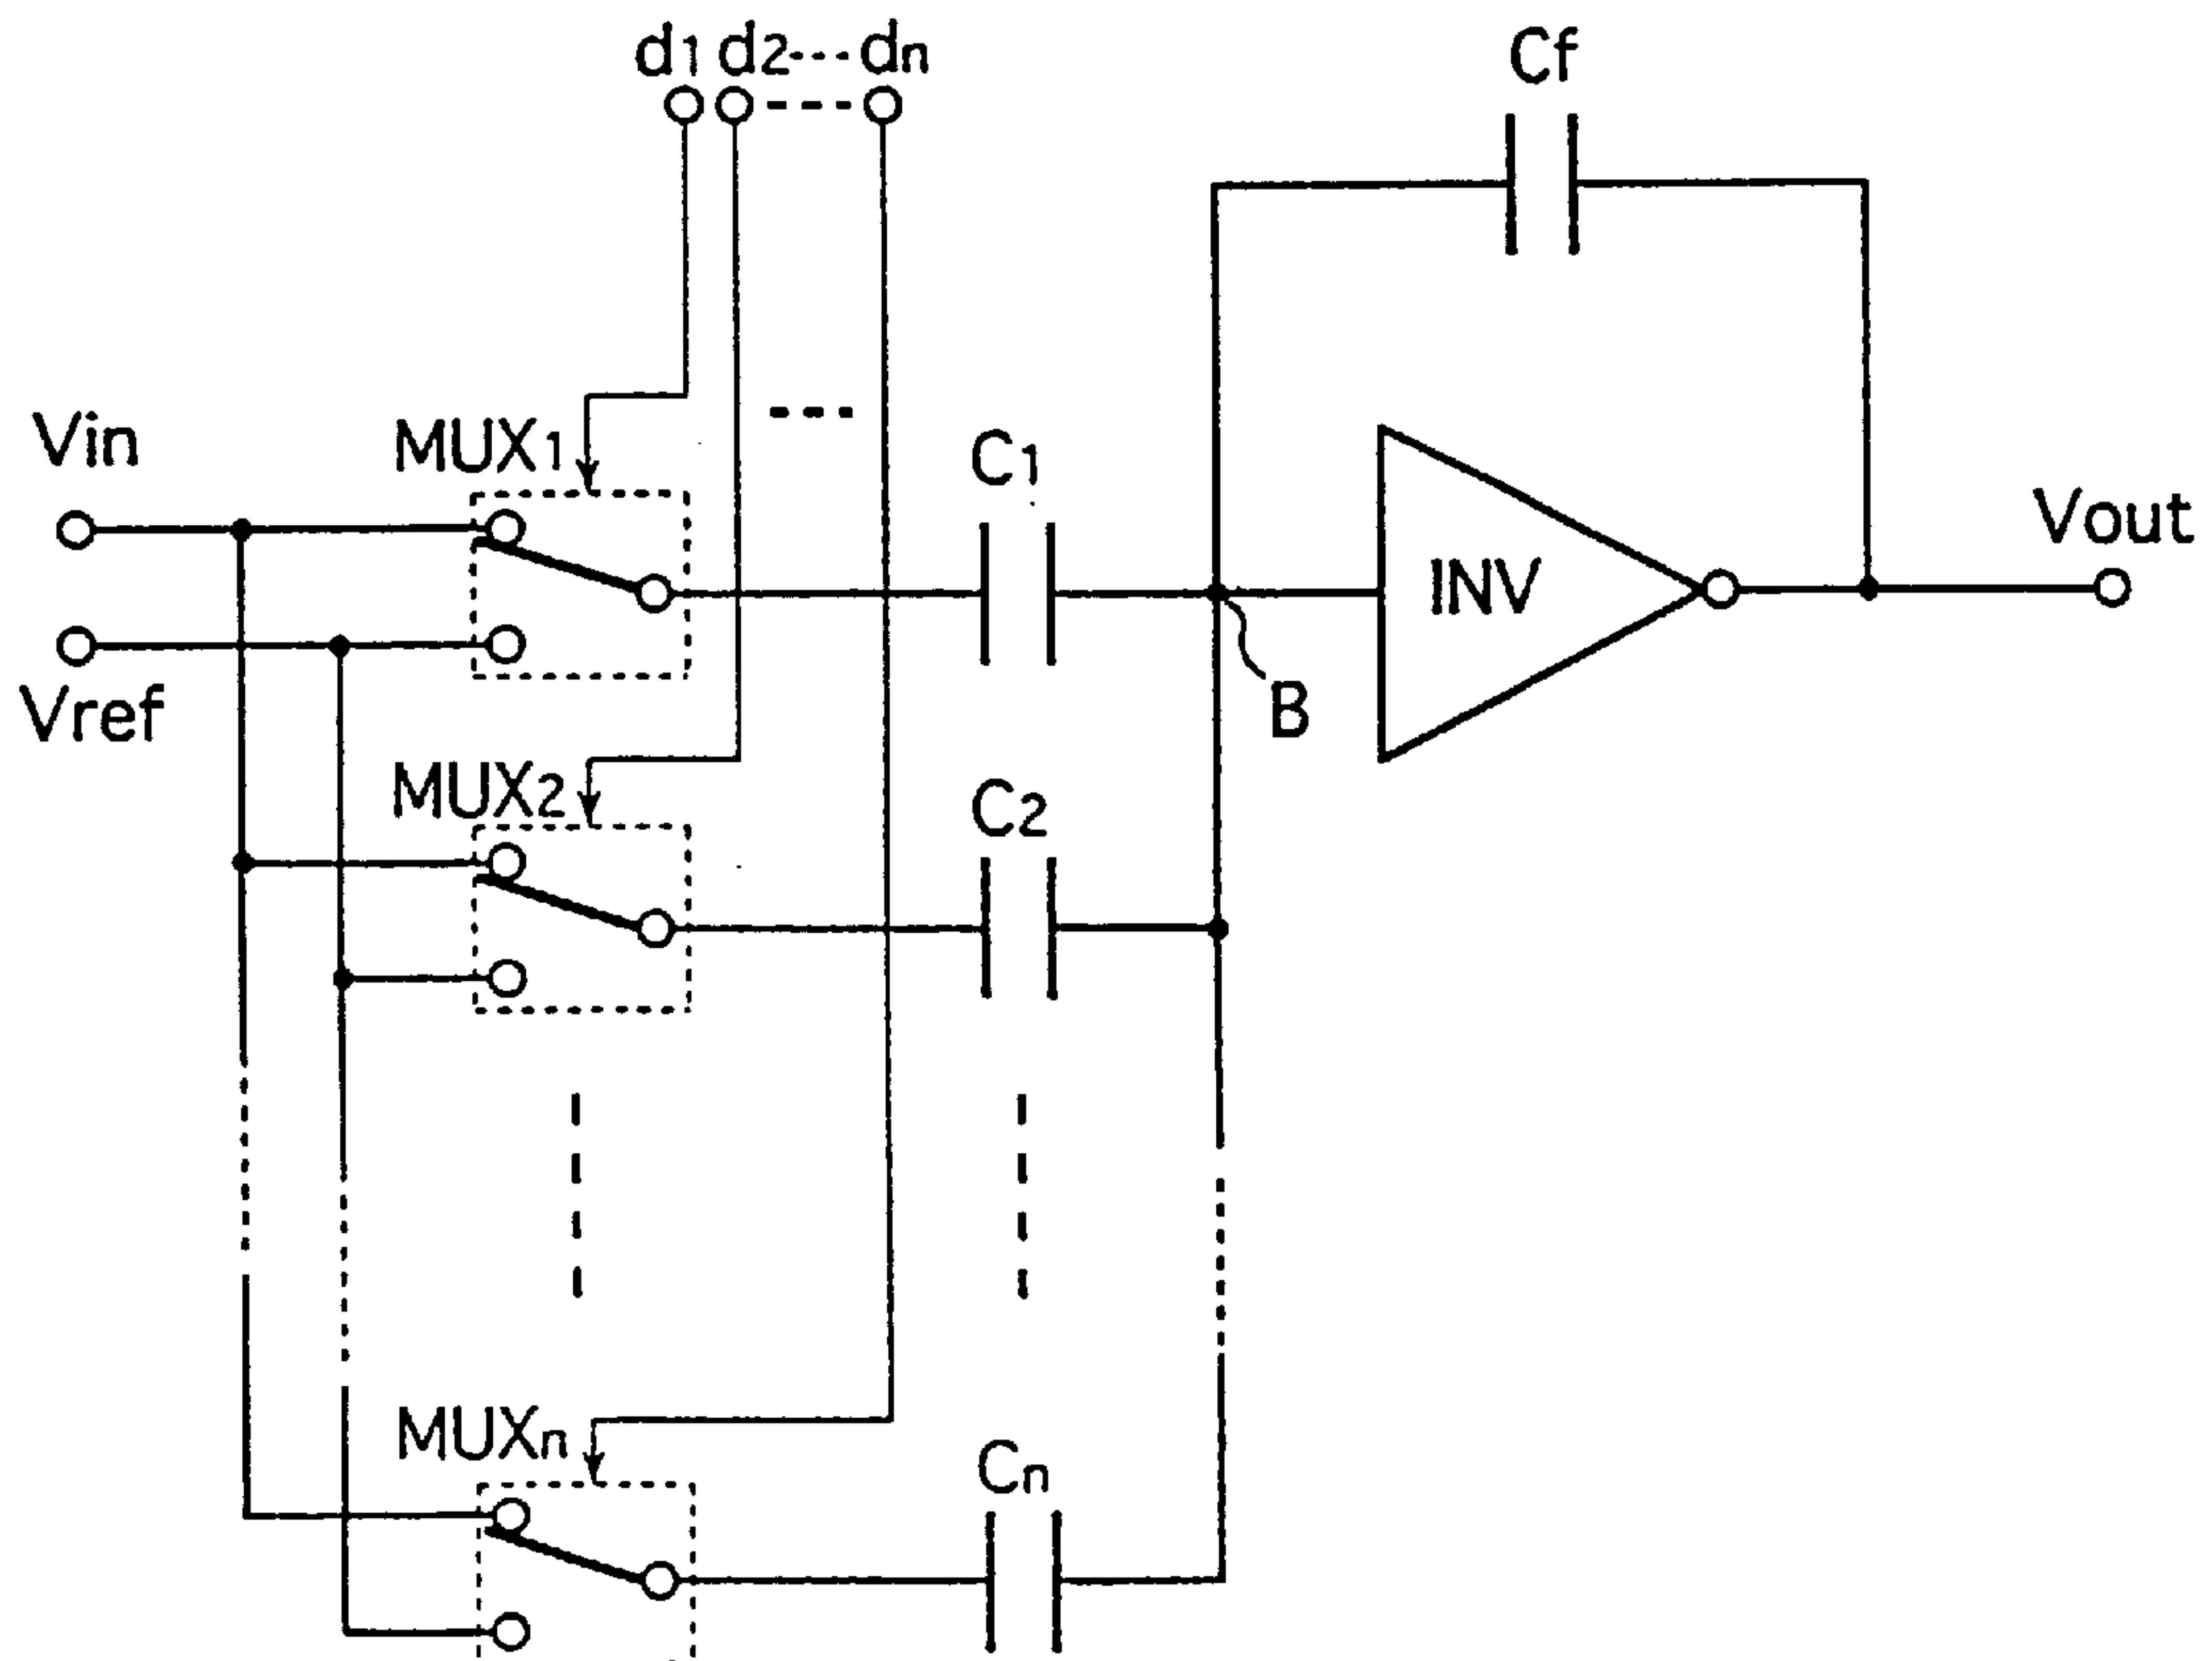 d1 d2----dn
Cf
Vin
MUX1
C1
Vout
INV
Vref
B
MUX2
C2
MUXn
Cn